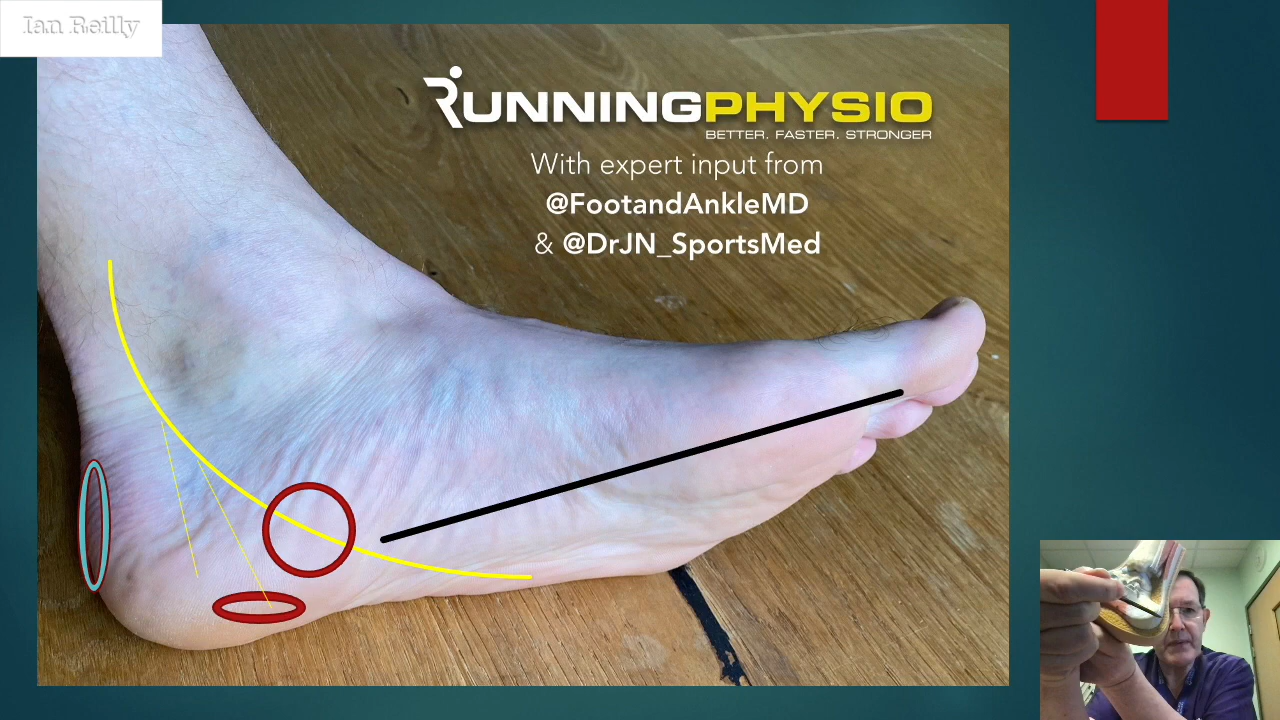 Ian Reilly
RUNNINGPHYSIO
BETTER. FASTER. STRONGER
With expert input from
@FootandAnkleMD
& @DrJN_SportsMed